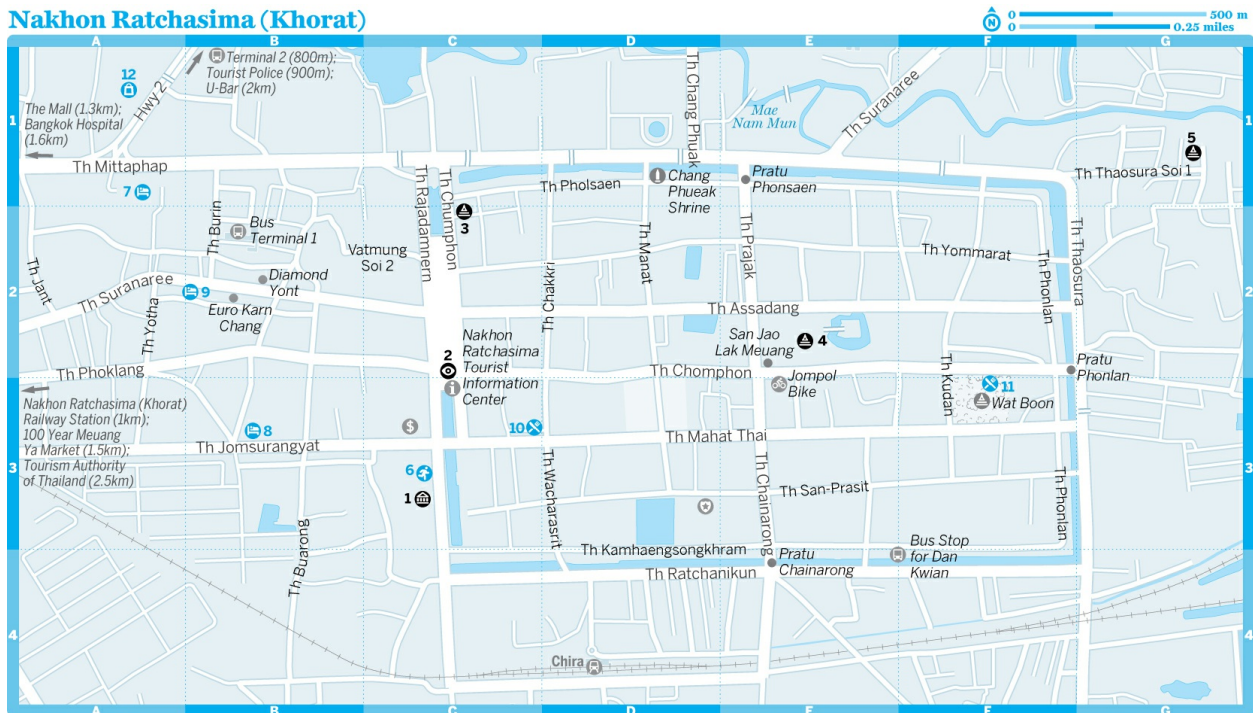 Nakhon Ratchasima (Khorat)
N
0 500 m
0 0.25 miles
A B C D E F G
1
1
2
2
3
3
4
4
A B C D E F G
Terminal 2 (800m);
Tourist Police (900m);
U-Bar (2km)
12
Hwy 2
The Mall (1.3km);
Bangkok Hospital
(1.6km)
Th Mittaphap
7
Th Chang Phuak
Mae
Nam Mun
Th Suranaree
5
Th Thaosura Soi 1
Th Pholsaen
Chang
Phueak
Shrine
Pratu
Phonsaen
Th Rajadamnern
Th Chumphon
3
Th Burin
Bus
Terminal 1
Vatmung
Soi 2
Th Manat
Th Prajak
Th Yommarat
Th Phonlan
Th Thaosura
Th Jant
Th Suranaree
Diamond
Yont
9
Euro Karn
Chang
Th Yotha
Th Chakkri
Th Assadang
San Jao
Lak Meuang
4
2
Nakhon
Ratchasima
Tourist
Information
Center
Th Phoklang
Th Chomphon
Jompol
Bike
Th Kudan
Pratu
Phonlan
11
Wat Boon
Nakhon Ratchasima (Khorat)
Railway Station (1km);
100 Year Meuang
Ya Market (1.5km);
Tourism Authority
of Thailand (2.5km)
8
Th Jomsurangyat
$
10
Th Mahat Thai
6
1
Th Wacharasrit
Th Chainarong
Th San-Prasit
Th Phonlan
Th Buarong
Th Kamhaengsongkhram
Pratu
Chainarong
Bus Stop
for Dan
Kwian
Th Ratchanikun
Chira